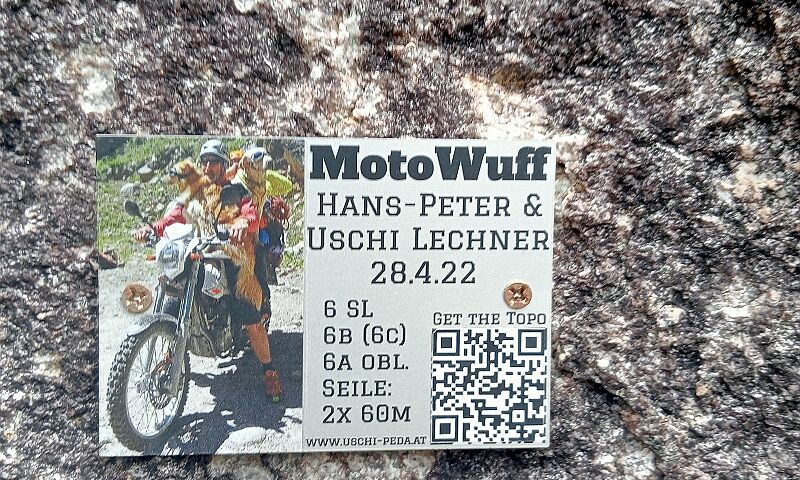 MotoWuff
Hans-Peter &
Uschi Lechner
28.4.22
6 SL
6b (6c)
6a obl.
Seile:
2x 60m
Get the Topo
www.uschi-peda.at